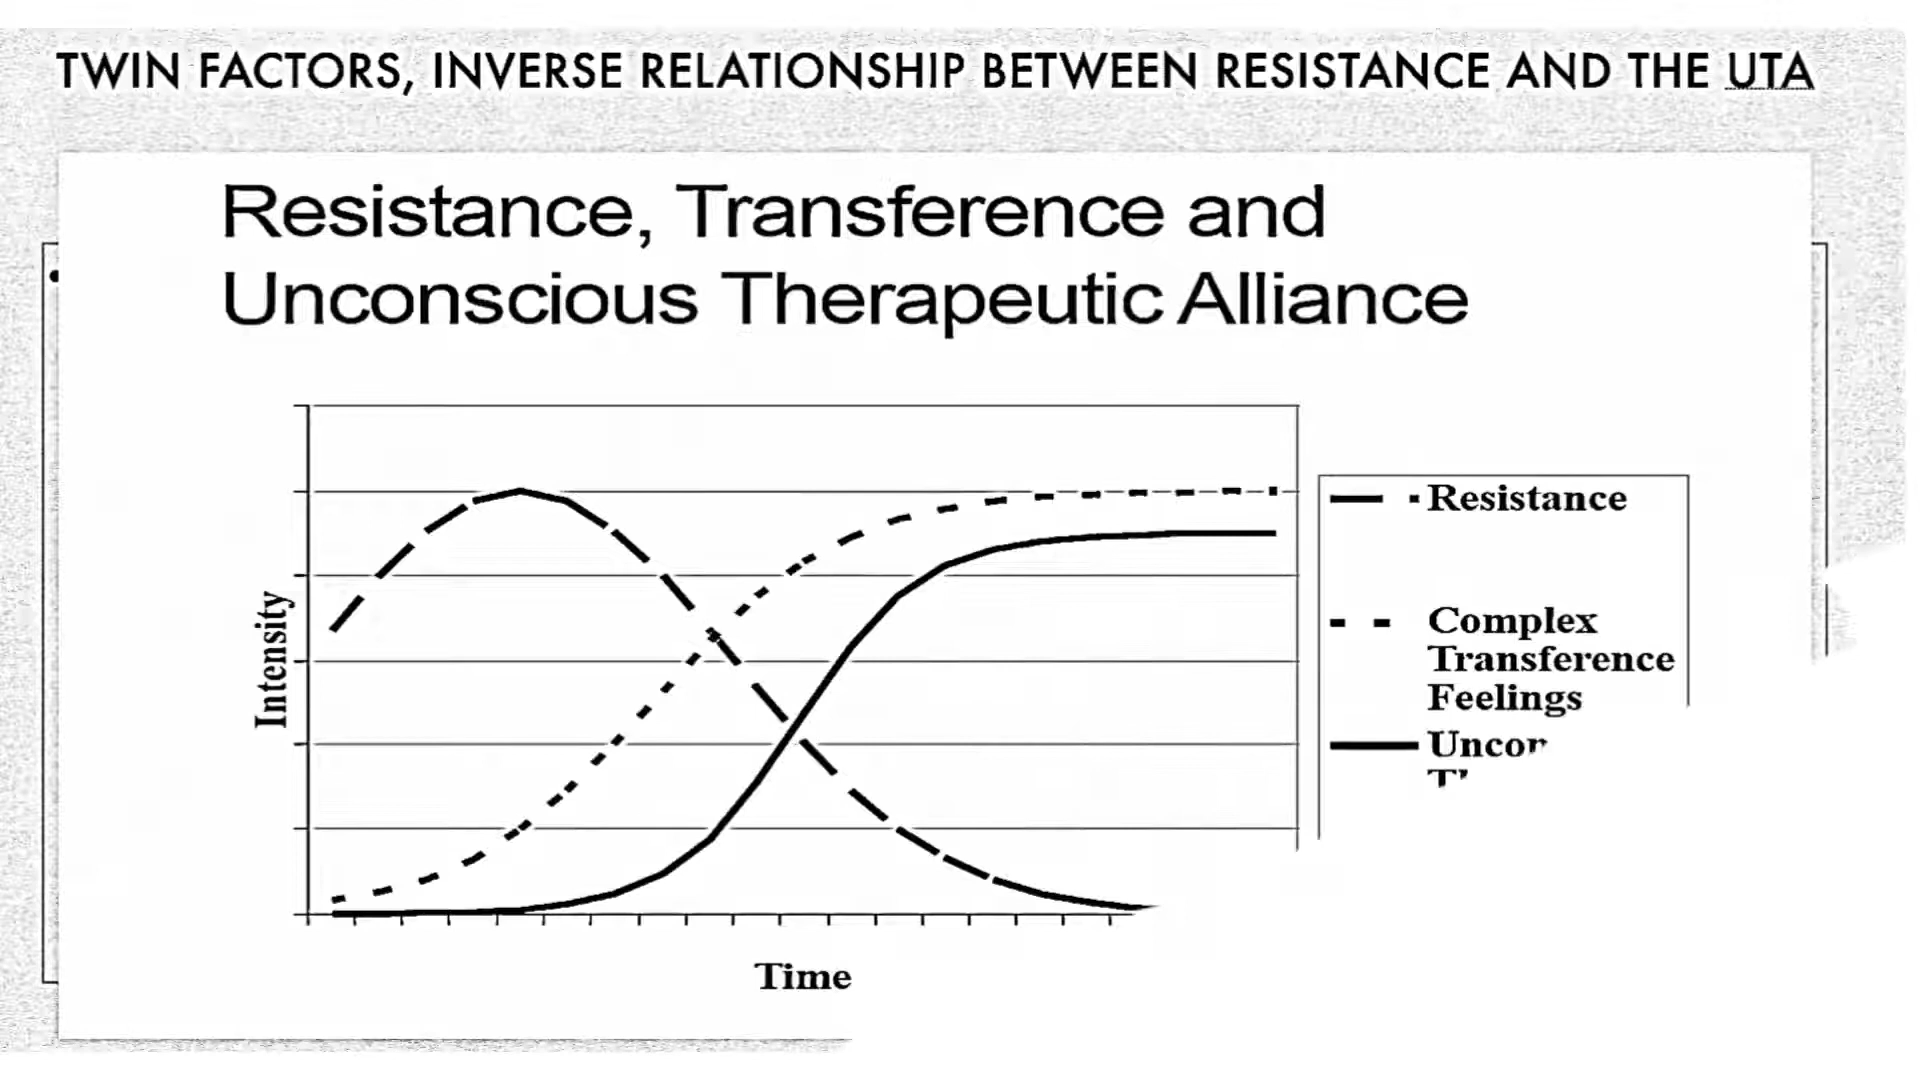 TWIN FACTORS, INVERSE RELATIONSHIP BETWEEN RESISTANCE AND THE UTA
Resistance, Transference and
Unconscious Therapeutic Alliance
Intensity
Resistance
Complex
Transference
Feelings
Time